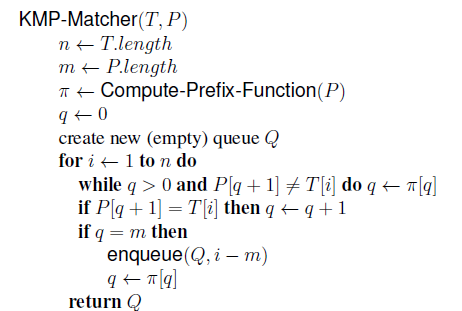 KMP-Matcher(T, P)
n ← T.length
m ← P.length
π ← Compute-Prefix-Function(P)
q ← 0
create new (empty) queue Q
for i ← 1 to n do
while q > 0 and P[q + 1] ≠ T[i] do q ← π[q]
if P[q + 1] = T[i] then q ← q + 1
if q = m then
enqueue(Q, i − m)
q ← π[q]
return Q